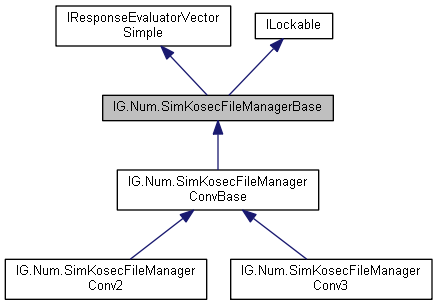 IResponseEvaluatorVector
Simple
ILockable
IG.Num.SimKosecFileManagerBase
IG.Num.SimKosecFileManager
ConvBase
IG.Num.SimKosecFileManager
Conv2
IG.Num.SimKosecFileManager
Conv3